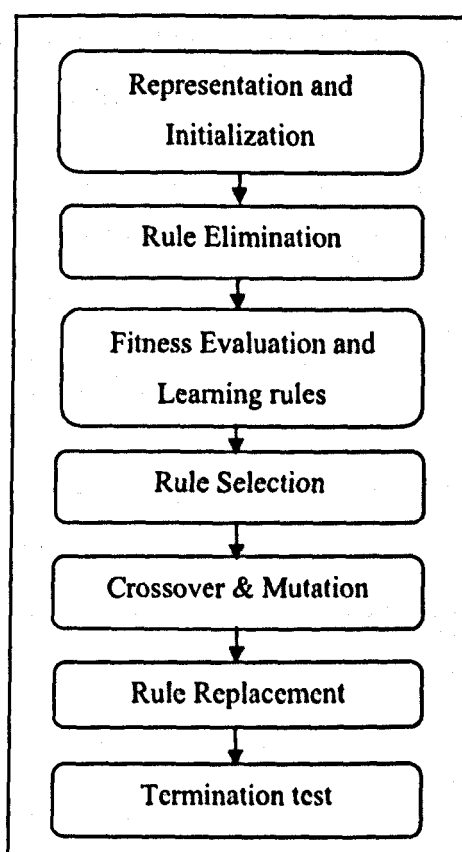 Representation and
Initialization
Rule Elimination
Fitness Evaluation and
Learning rules
Rule Selection
Crossover & Mutation
Rule Replacement
Termination test